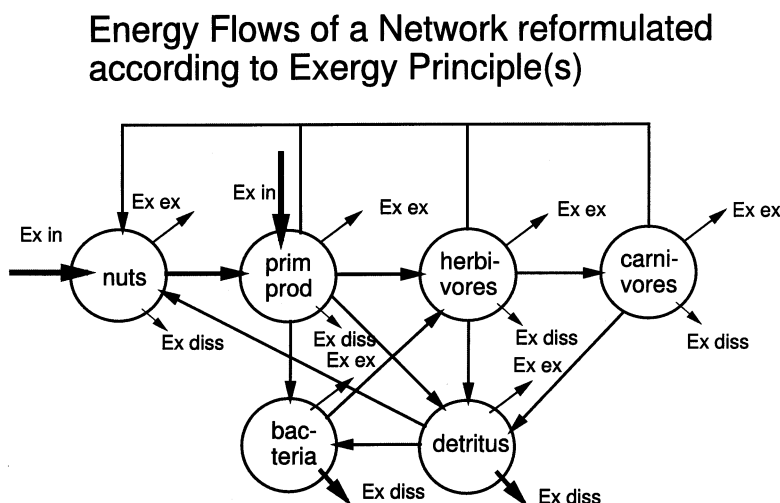 Energy Flows of a Network reformulated
according to Exergy Principle(s)
Ex in
Ex ex
Ex in
Ex ex
Ex ex
Ex ex
nuts
prim
prod
herbi-
vores
carni-
vores
Ex diss
Ex diss
Ex diss
Ex diss
Ex ex
Ex ex
bac-
teria
detritus
Ex diss
Ex diss